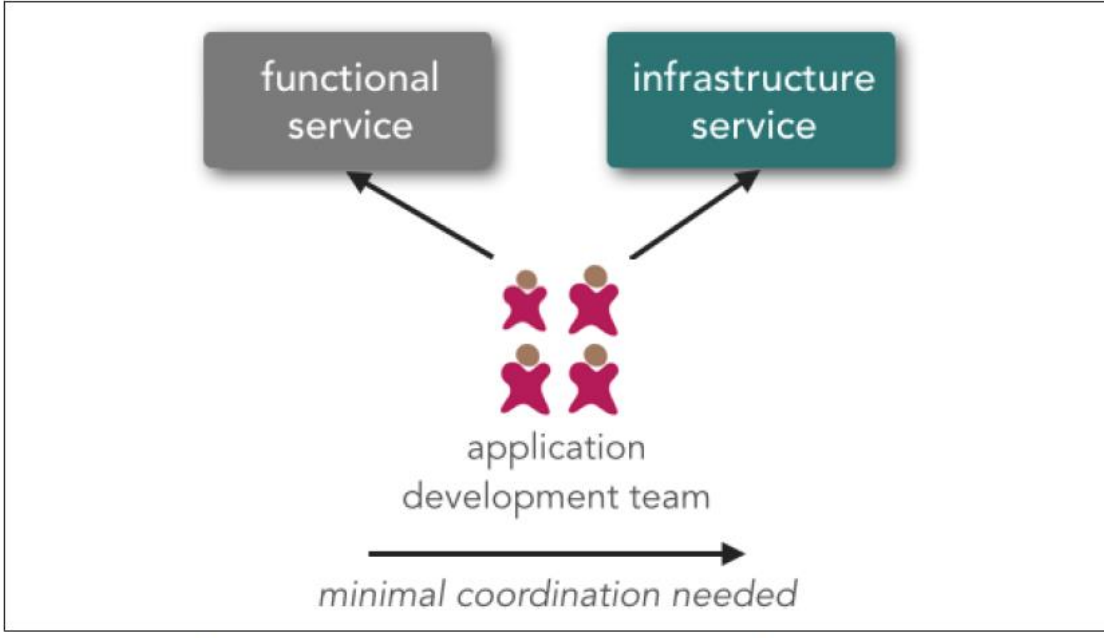 functional
service
infrastructure
service
application
development team
minimal coordination needed